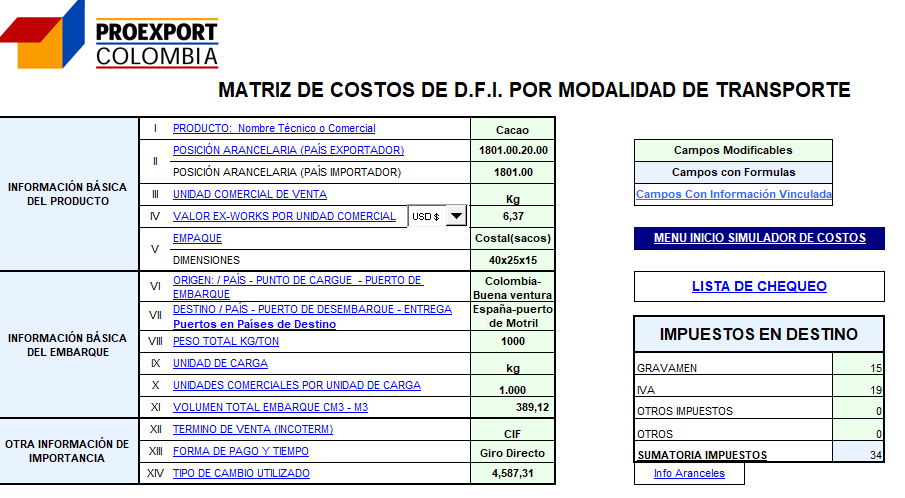 PROEXPORT
COLOMBIA
MATRIZ DE COSTOS DE D.F.I. POR MODALIDAD DE TRANSPORTE
INFORMACIÓN BÁSICA
DEL PRODUCTO
I PRODUCTO: Nombre Técnico o Comercial Cacao
II POSICIÓN ARANCELARIA (PAÍS EXPORTADOR) 1801.00.20.00
POSICIÓN ARANCELARIA (PAÍS IMPORTADOR) 1801.00
III UNIDAD COMERCIAL DE VENTA Kg
IV VALOR EX-WORKS POR UNIDAD COMERCIAL USD $ 6,37
V EMPAQUE Costal(sacos)
DIMENSIONES 40x25x15
INFORMACIÓN BÁSICA
DEL EMBARQUE
VI ORIGEN: / PAÍS - PUNTO DE CARGUE - PUERTO DE
EMBARQUE
Colombia-
Buena ventura
VII DESTINO / PAÍS - PUERTO DE DESEMBARQUE - ENTREGA
Puertos en Países de Destino
España-puerto
de Motril
VIII PESO TOTAL KG/TON 1000
IX UNIDAD DE CARGA kg
X UNIDADES COMERCIALES POR UNIDAD DE CARGA 1.000
XI VOLUMEN TOTAL EMBARQUE CM3 - M3 389,12
OTRA INFORMACIÓN DE
IMPORTANCIA
XII TERMINO DE VENTA (INCOTERM) CIF
XIII FORMA DE PAGO Y TIEMPO Giro Directo
XIV TIPO DE CAMBIO UTILIZADO 4,587,31
Campos Modificables
Campos con Formulas
Campos Con Información Vinculada
MENU INICIO SIMULADOR DE COSTOS
LISTA DE CHEQUEO
IMPUESTOS EN DESTINO
GRAVAMEN 15
IVA 19
OTROS IMPUESTOS 0
OTROS 0
SUMATORIA IMPUESTOS 34
Info Aranceles